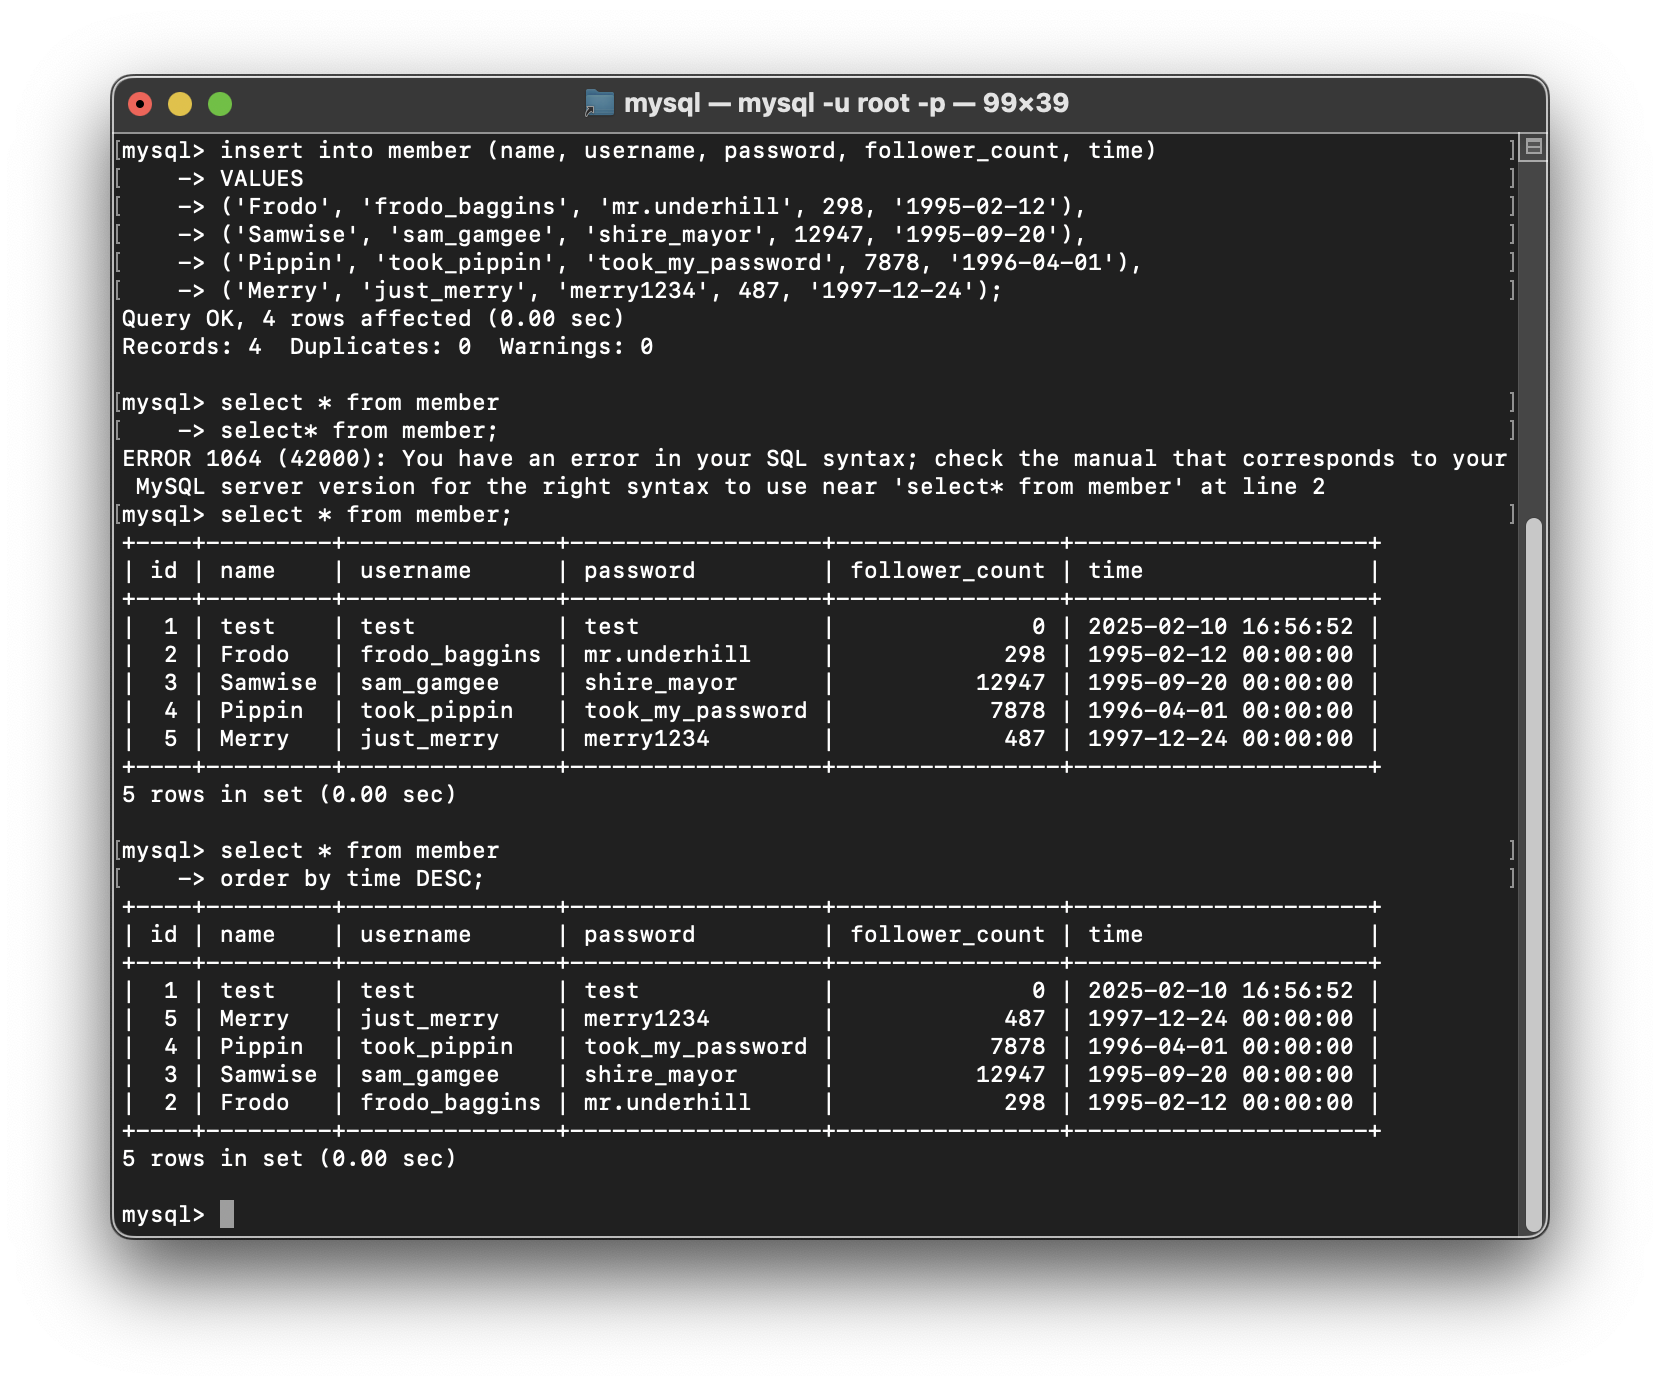 mysql — mysql -u root -p — 99×39
mysql> insert into member (name, username, password, follower_count, time)
    -> VALUES
    -> ('Frodo', 'frodo_baggins', 'mr.underhill', 298, '1995-02-12'),
    -> ('Samwise', 'sam_gamgee', 'shire_mayor', 12947, '1995-09-20'),
    -> ('Pippin', 'took_pippin', 'took_my_password', 7878, '1996-04-01'),
    -> ('Merry', 'just_merry', 'merry1234', 487, '1997-12-24');
Query OK, 4 rows affected (0.00 sec)
Records: 4  Duplicates: 0  Warnings: 0
mysql> select * from member
    -> select* from member;
ERROR 1064 (42000): You have an error in your SQL syntax; check the manual that corresponds to your
 MySQL server version for the right syntax to use near 'select* from member' at line 2
mysql> select * from member;
+----+---------+---------------+------------------+----------------+---------------------+
| id | name    | username      | password         | follower_count | time                |
+----+---------+---------------+------------------+----------------+---------------------+
|  1 | test    | test          | test             |              0 | 2025-02-10 16:56:52 |
|  2 | Frodo   | frodo_baggins | mr.underhill     |            298 | 1995-02-12 00:00:00 |
|  3 | Samwise | sam_gamgee    | shire_mayor      |          12947 | 1995-09-20 00:00:00 |
|  4 | Pippin  | took_pippin   | took_my_password |           7878 | 1996-04-01 00:00:00 |
|  5 | Merry   | just_merry    | merry1234        |            487 | 1997-12-24 00:00:00 |
+----+---------+---------------+------------------+----------------+---------------------+
5 rows in set (0.00 sec)
mysql> select * from member
    -> order by time DESC;
+----+---------+---------------+------------------+----------------+---------------------+
| id | name    | username      | password         | follower_count | time                |
+----+---------+---------------+------------------+----------------+---------------------+
|  1 | test    | test          | test             |              0 | 2025-02-10 16:56:52 |
|  5 | Merry   | just_merry    | merry1234        |            487 | 1997-12-24 00:00:00 |
|  4 | Pippin  | took_pippin   | took_my_password |           7878 | 1996-04-01 00:00:00 |
|  3 | Samwise | sam_gamgee    | shire_mayor      |          12947 | 1995-09-20 00:00:00 |
|  2 | Frodo   | frodo_baggins | mr.underhill     |            298 | 1995-02-12 00:00:00 |
+----+---------+---------------+------------------+----------------+---------------------+
5 rows in set (0.00 sec)
mysql>